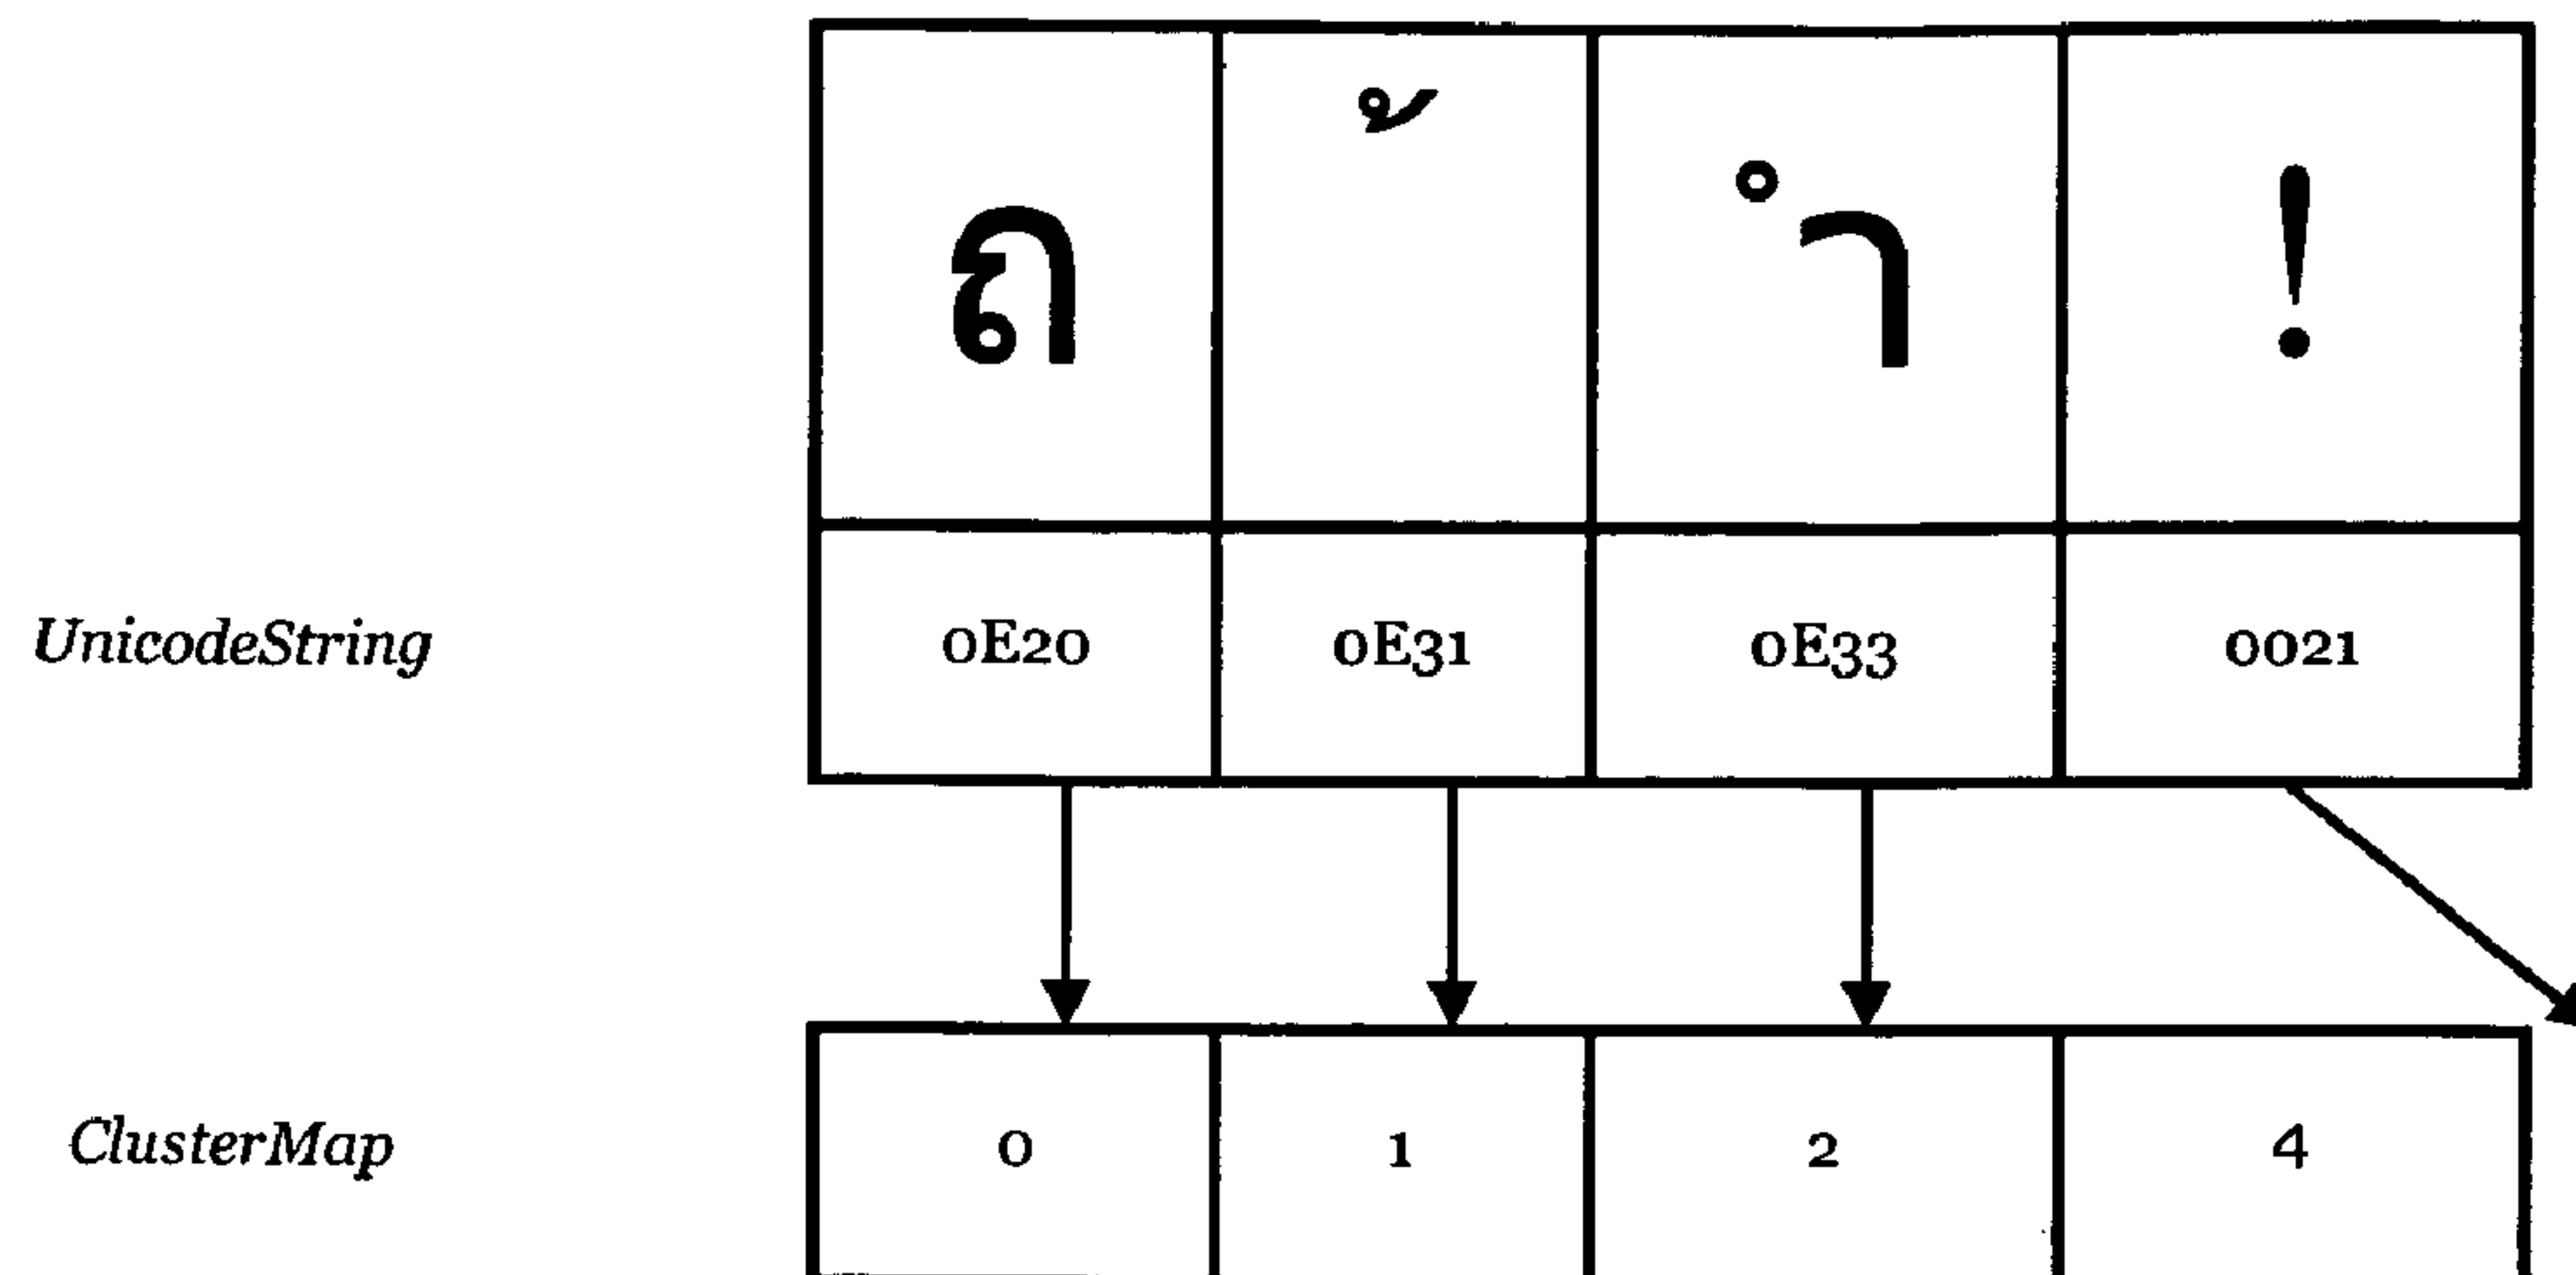 ถ ั ำ !
UnicodeString 0E20 0E31 0E33 0021
ClusterMap 0 1 2 4